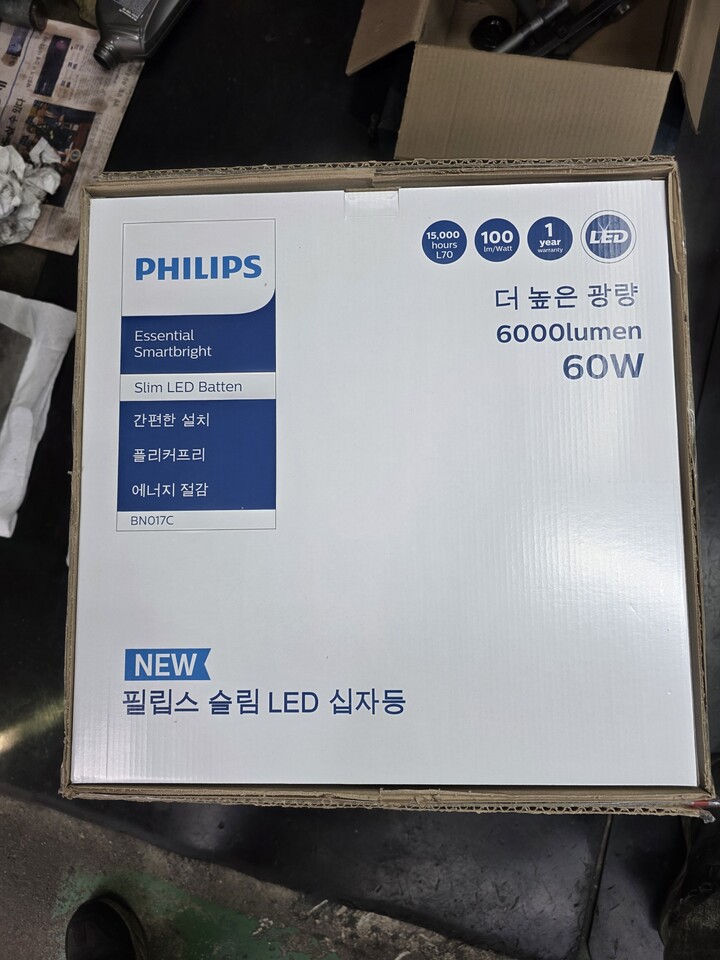 PHILIPS
Essential
Smartbright
Slim LED Batten
간편한 설치
플리커프리
에너지 절감
BN017C
15,000
hours
L70
100
lm/Watt
1
year
warranty
LED
더 높은 광량
6000lumen
60W
NEW
필립스 슬림 LED 십자등